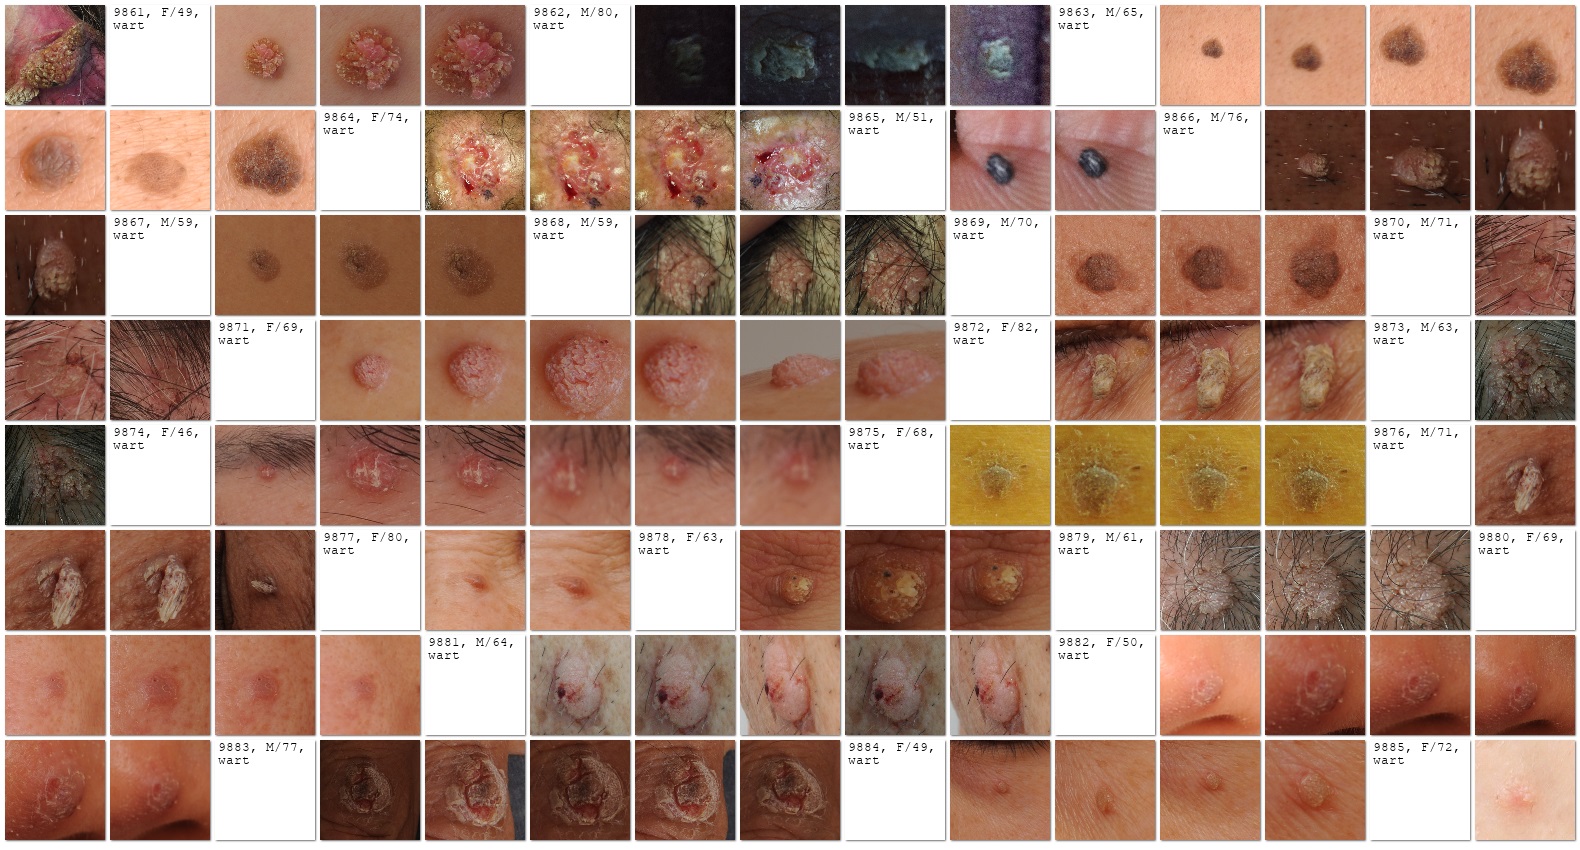 9861, F/49,
wart
9862, M/80,
wart
9863, M/65,
wart
9864, F/74,
wart
9865, M/51,
wart
9866, M/76,
wart
9867, M/59,
wart
9868, M/59,
wart
9869, M/70,
wart
9870, M/71,
wart
9871, F/69,
wart
9872, F/82,
wart
9873, M/63,
wart
9874, F/46,
wart
9875, F/68,
wart
9876, M/71,
wart
9877, F/80,
wart
9878, F/63,
wart
9879, M/61,
wart
9880, F/69,
wart
9881, M/64,
wart
9882, F/50,
wart
9883, M/77,
wart
9884, F/49,
wart
9885, F/72,
wart